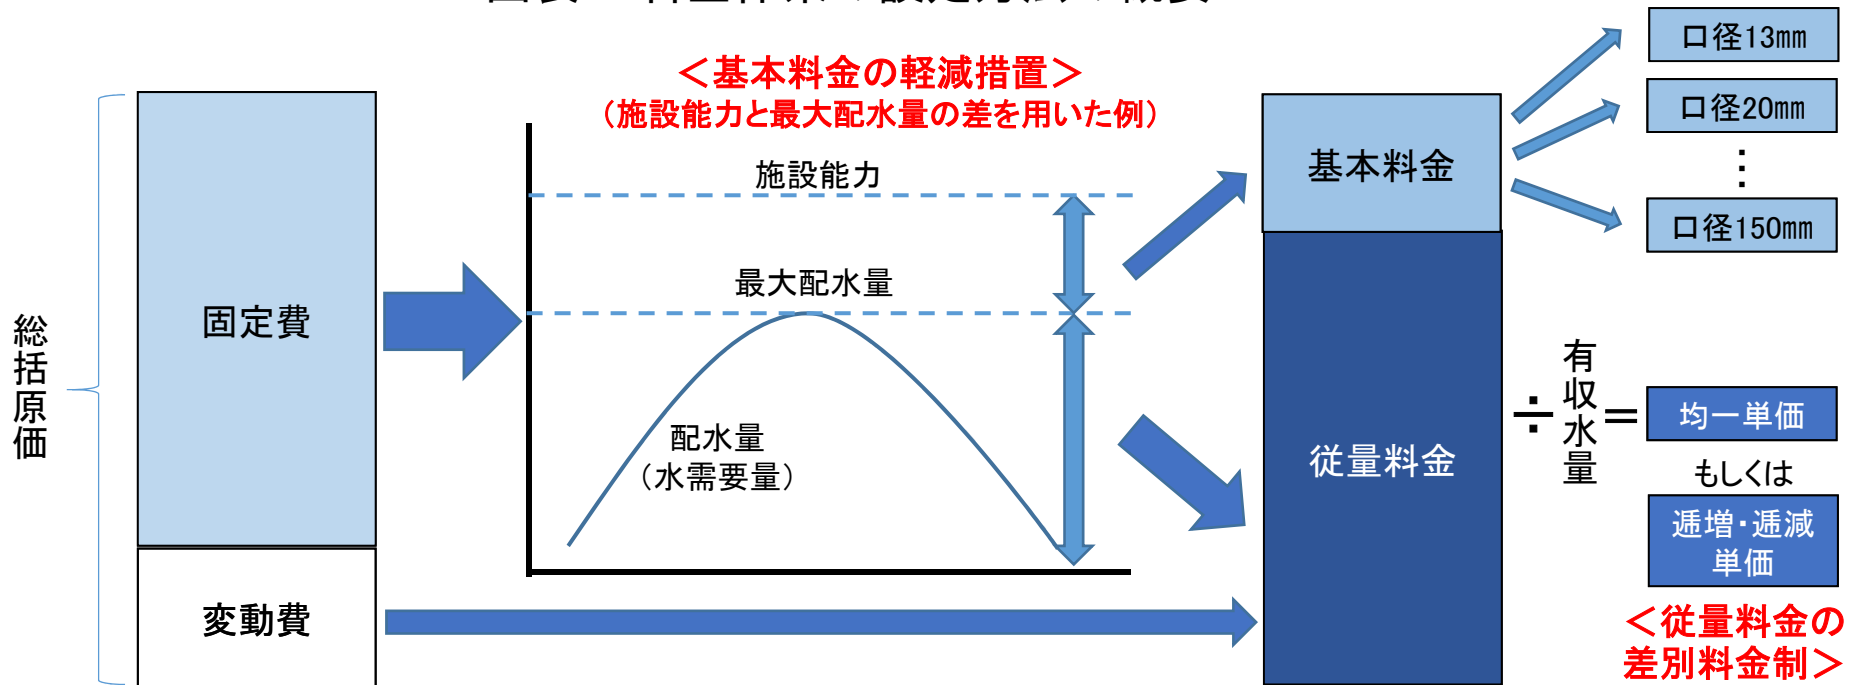 ＜基本料金の軽減措置＞
（施設能力と最大配水量の差を用いた例）
総括原価
固定費
変動費
施設能力
最大配水量
配水量
（水需要量）
基本料金
従量料金
口径13㎜
口径20㎜
⋮
口径150㎜
÷
有収水量
＝
均一単価
もしくは
逓増・逓減
単価
＜従量料金の
差別料金制＞